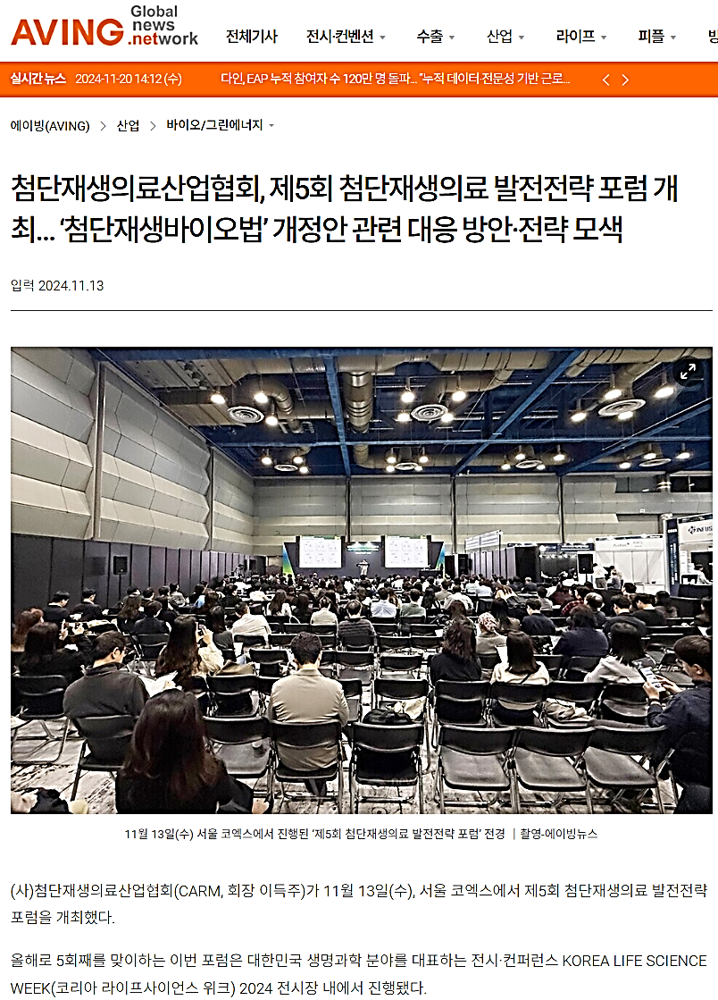 AVING Global news .network
전체기사 전시·컨벤션 수출 산업 라이프 피플
실시간 뉴스 2024-11-20 14:12 (수) 다인, EAP 누적 참여자 수 120만 명 돌파... “누적 데이터·전문성 기반 근로...
에이빙(AVING) > 산업 > 바이오/그린에너지
첨단재생의료산업협회, 제5회 첨단재생의료 발전전략 포럼 개
최... ‘첨단재생바이오법’ 개정안 관련 대응 방안·전략 모색
입력 2024.11.13
11월 13일(수) 서울 코엑스에서 진행된 ‘제5회 첨단재생의료 발전전략 포럼’ 전경 ㅣ촬영-에이빙뉴스
(사)첨단재생의료산업협회(CARM, 회장 이득주)가 11월 13일(수), 서울 코엑스에서 제5회 첨단재생의료 발전전략
포럼을 개최했다.
올해로 5회째를 맞이하는 이번 포럼은 대한민국 생명과학 분야를 대표하는 전시·컨퍼런스 KOREA LIFE SCIENCE
WEEK(코리아 라이프사이언스 위크) 2024 전시장 내에서 진행됐다.